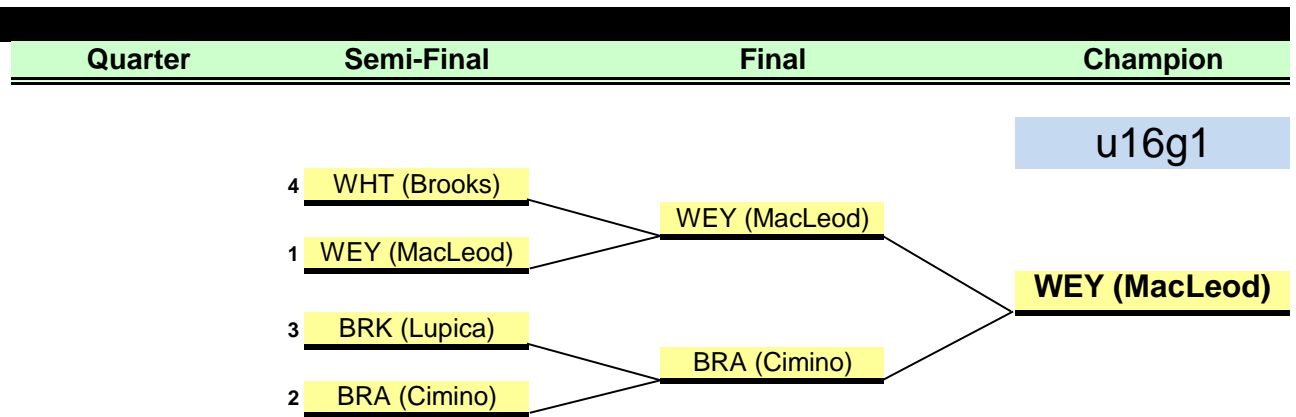 Quarter Semi-Final Final Champion
u16g1
4 WHT (Brooks)
WEY (MacLeod)
1 WEY (MacLeod)
WEY (MacLeod)
3 BRK (Lupica)
BRA (Cimino)
2 BRA (Cimino)